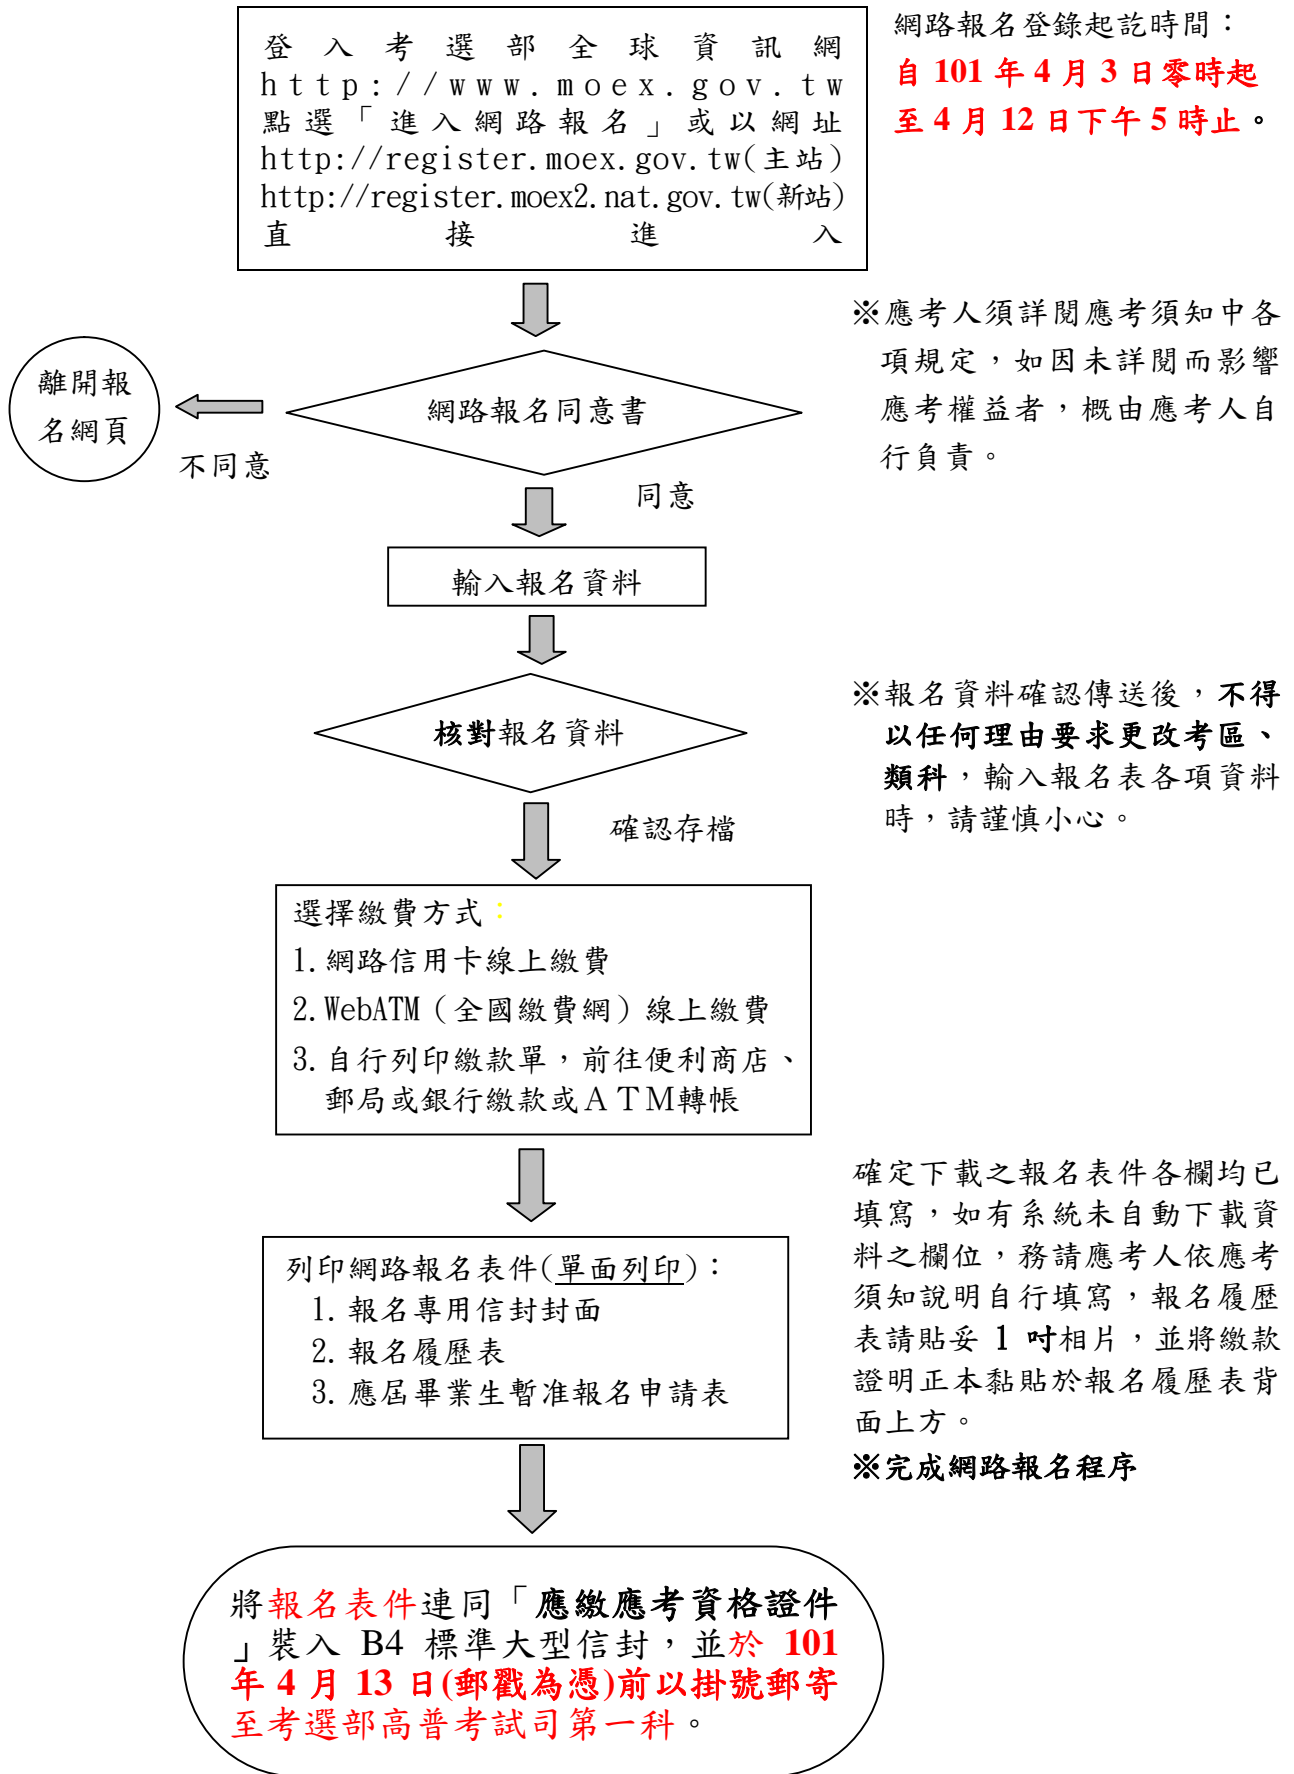 登入考選部全球資訊網
http://www.moex.gov.tw
點選「進入網路報名」或以網址
http://register.moex.gov.tw(主站)
http://register.moex2.nat.gov.tw(新站)
直接進入
網路報名登錄起訖時間：
自 101 年 4 月 3 日零時起
至 4 月 12 日下午 5 時止。
※應考人須詳閱應考須知中各
項規定，如因未詳閱而影響
應考權益者，概由應考人自
行負責。
離開報
名網頁
不同意
網路報名同意書
同意
輸入報名資料
核對報名資料
確認存檔
※報名資料確認傳送後，不得
以任何理由要求更改考區、
類科，輸入報名表各項資料
時，請謹慎小心。
選擇繳費方式：
1.網路信用卡線上繳費
2.WebATM（全國繳費網）線上繳費
3.自行列印繳款單，前往便利商店、
郵局或銀行繳款或ＡＴＭ轉帳
列印網路報名表件(單面列印)：
1.報名專用信封封面
2.報名履歷表
3.應屆畢業生暫准報名申請表
確定下載之報名表件各欄均已
填寫，如有系統未自動下載資
料之欄位，務請應考人依應考
須知說明自行填寫，報名履歷
表請貼妥 1 吋相片，並將繳款
證明正本黏貼於報名履歷表背
面上方。
※完成網路報名程序
將報名表件連同「應繳應考資格證件
」裝入 B4 標準大型信封，並於 101
年 4 月 13 日(郵戳為憑)前以掛號郵寄
至考選部高普考試司第一科。